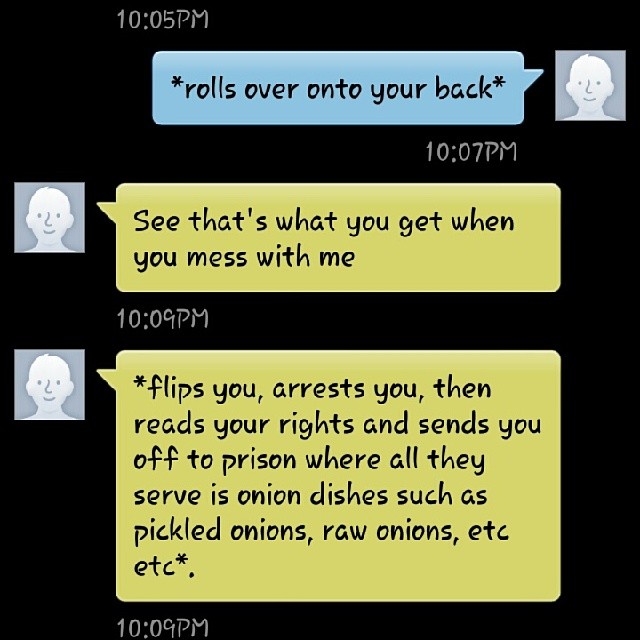 10:05PM
*rolls over onto your back*
10:07PM
See that's what you get when
you mess with me
10:09PM
*flips you, arrests you, then
reads your rights and sends you
off to prison where all they
serve is onion dishes such as
pickled onions, raw onions, etc
etc*.
10:09PM